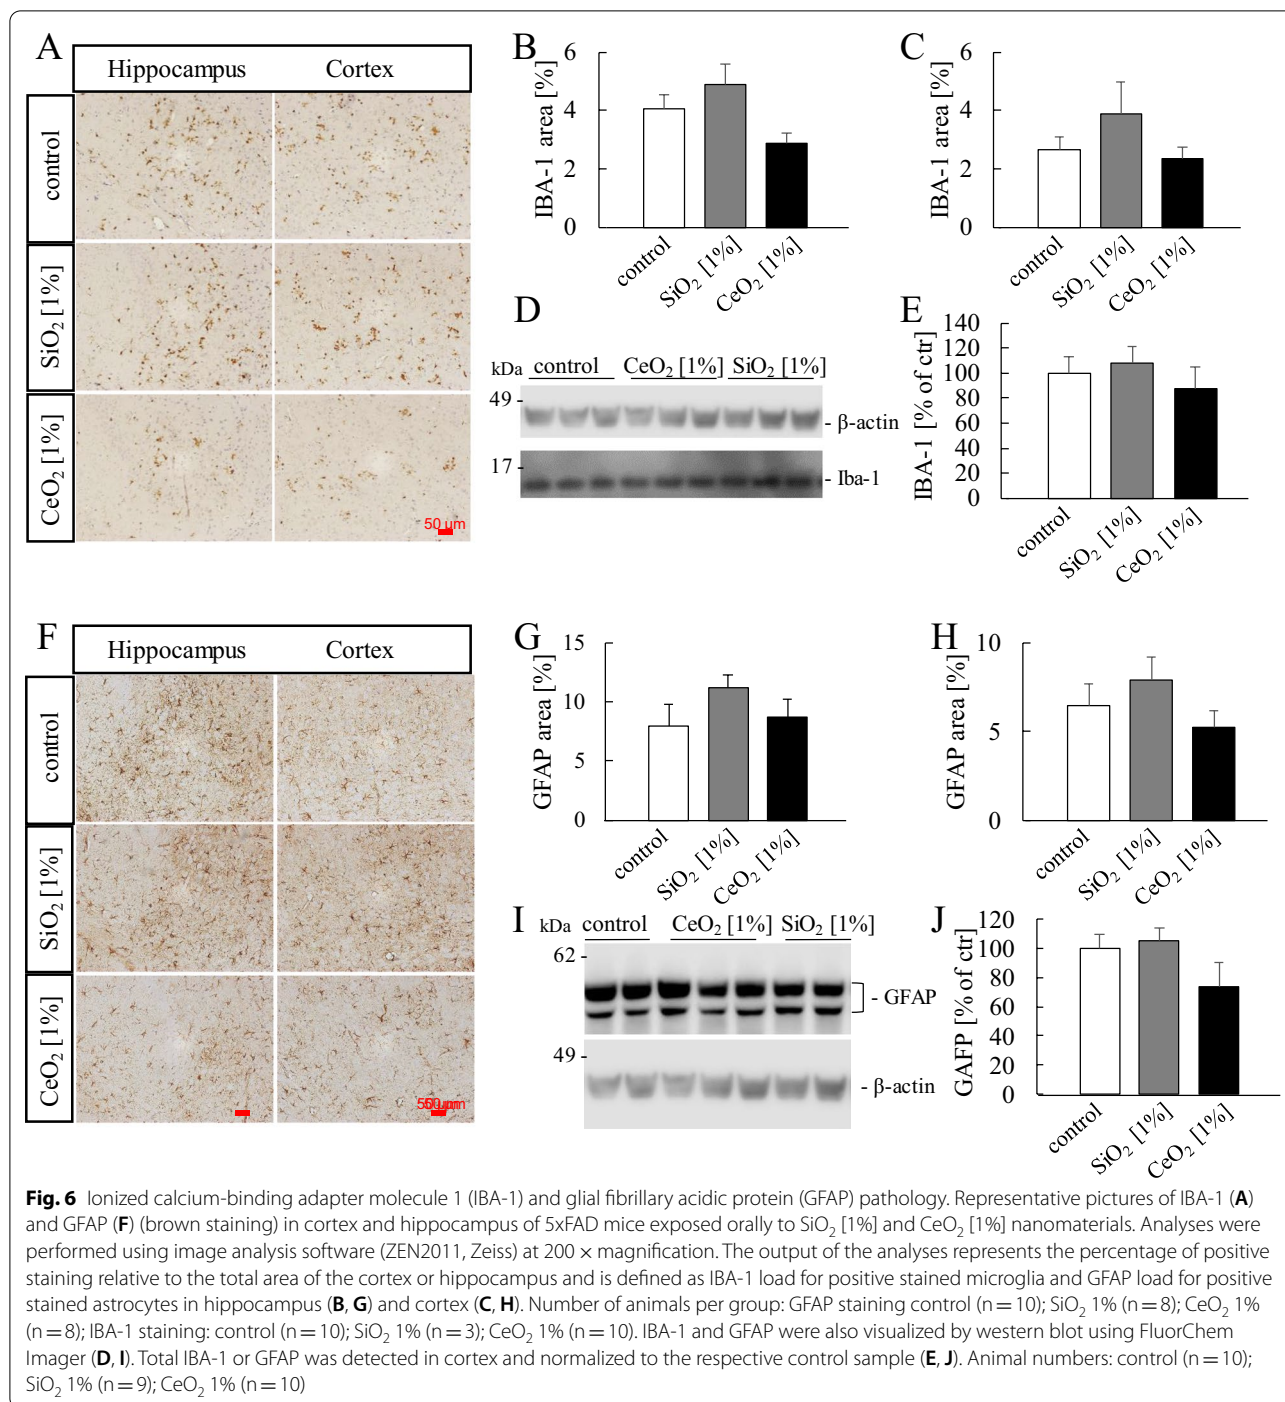 A
Hippocampus Cortex
control
SiO₂ [1%]
CeO₂ [1%]
50 µm
B
IBA-1 area [%]
6
4
2
0
control
SiO₂ [1%]
CeO₂ [1%]
C
IBA-1 area [%]
6
4
2
0
control
SiO₂ [1%]
CeO₂ [1%]
D
kDa control CeO₂ [1%] SiO₂ [1%]
49
- β-actin
17
- Iba-1
E
IBA-1 [% of ctr]
140
120
100
80
60
40
20
0
control
SiO₂ [1%]
CeO₂ [1%]
F
Hippocampus Cortex
control
SiO₂ [1%]
CeO₂ [1%]
G
GFAP area [%]
15
10
5
0
control
SiO₂ [1%]
CeO₂ [1%]
H
GFAP area [%]
10
5
0
control
SiO₂ [1%]
CeO₂ [1%]
I
kDa control CeO₂ [1%] SiO₂ [1%]
62
- GFAP
49
- β-actin
J
GAFP [% of ctr]
120
100
80
60
40
20
0
control
SiO₂ [1%]
CeO₂ [1%]
Fig. 6 Ionized calcium-binding adapter molecule 1 (IBA-1) and glial fibrillary acidic protein (GFAP) pathology. Representative pictures of IBA-1 (A)
and GFAP (F) (brown staining) in cortex and hippocampus of 5xFAD mice exposed orally to SiO₂ [1%] and CeO₂ [1%] nanomaterials. Analyses were
performed using image analysis software (ZEN2011, Zeiss) at 200 × magnification. The output of the analyses represents the percentage of positive
staining relative to the total area of the cortex or hippocampus and is defined as IBA-1 load for positive stained microglia and GFAP load for positive
stained astrocytes in hippocampus (B, G) and cortex (C, H). Number of animals per group: GFAP staining control (n = 10); SiO₂ 1% (n = 8); CeO₂ 1%
(n = 8); IBA-1 staining: control (n = 10); SiO₂ 1% (n = 3); CeO₂ 1% (n = 10). IBA-1 and GFAP were also visualized by western blot using FluorChem
Imager (D, I). Total IBA-1 or GFAP was detected in cortex and normalized to the respective control sample (E, J). Animal numbers: control (n = 10);
SiO₂ 1% (n = 9); CeO₂ 1% (n = 10)